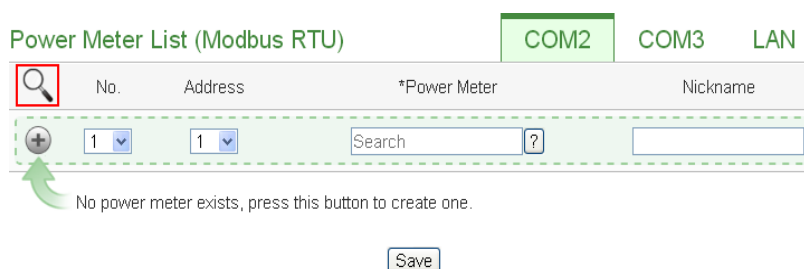 Power Meter List (Modbus RTU) COM2 COM3 LAN
No. Address *Power Meter Nickname
1 1 Search ?
No power meter exists, press this button to create one.
Save